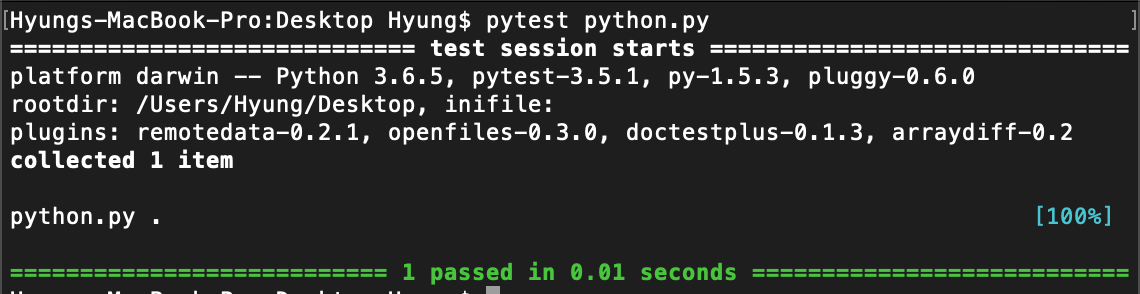 [Hyungs-MacBook-Pro:Desktop Hyung$ pytest python.py ]
============================= test session starts ==============================
platform darwin -- Python 3.6.5, pytest-3.5.1, py-1.5.3, pluggy-0.6.0
rootdir: /Users/Hyung/Desktop, inifile:
plugins: remotedata-0.2.1, openfiles-0.3.0, doctestplus-0.1.3, arraydiff-0.2
collected 1 item
python.py . [100%]
=========================== 1 passed in 0.01 seconds ===========================